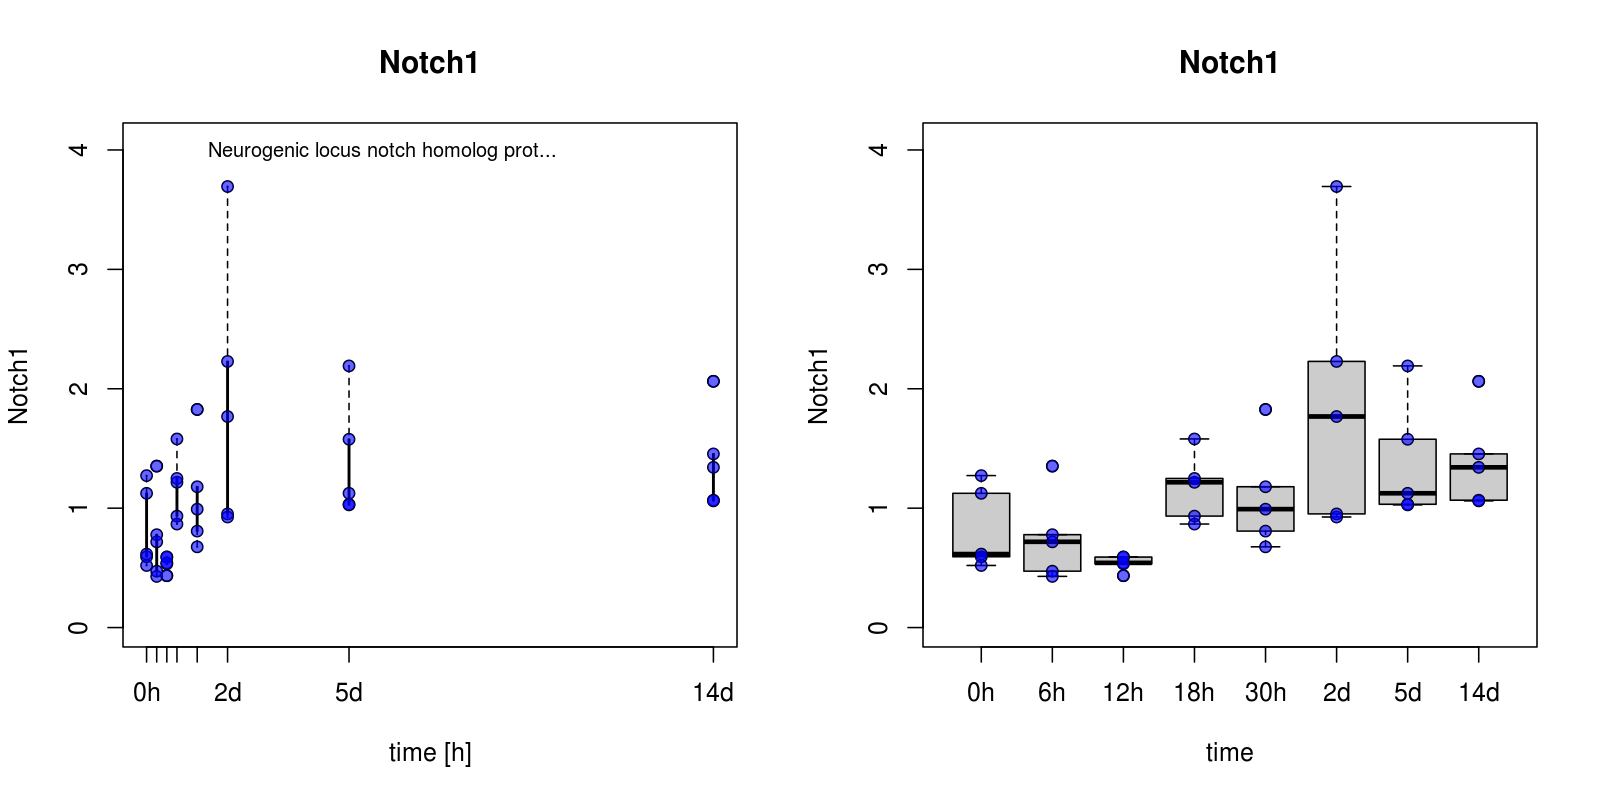 Notch1
Neurogenic locus notch homolog prot...
Notch1
4
3
2
1
0
0h 2d 5d 14d
time [h]
Notch1
Notch1
4
3
2
1
0
0h 6h 12h 18h 30h 2d 5d 14d
time